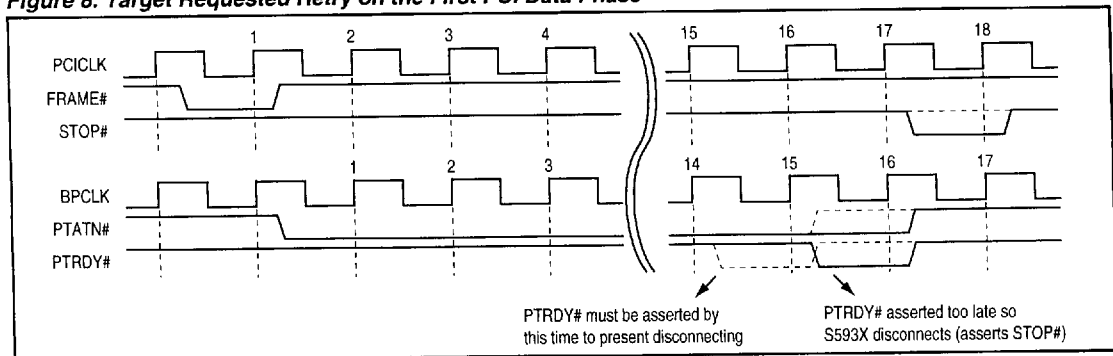 Figure 8. Target Requested Retry on the First PCI Data Phase
1 2 3 4 15 16 17 18
PCICLK
FRAME#
STOP#
1 2 3 14 15 16 17
BPCLK
PTATN#
PTRDY#
PTRDY# must be asserted by
this time to present disconnecting
PTRDY# asserted too late so
S593X disconnects (asserts STOP#)